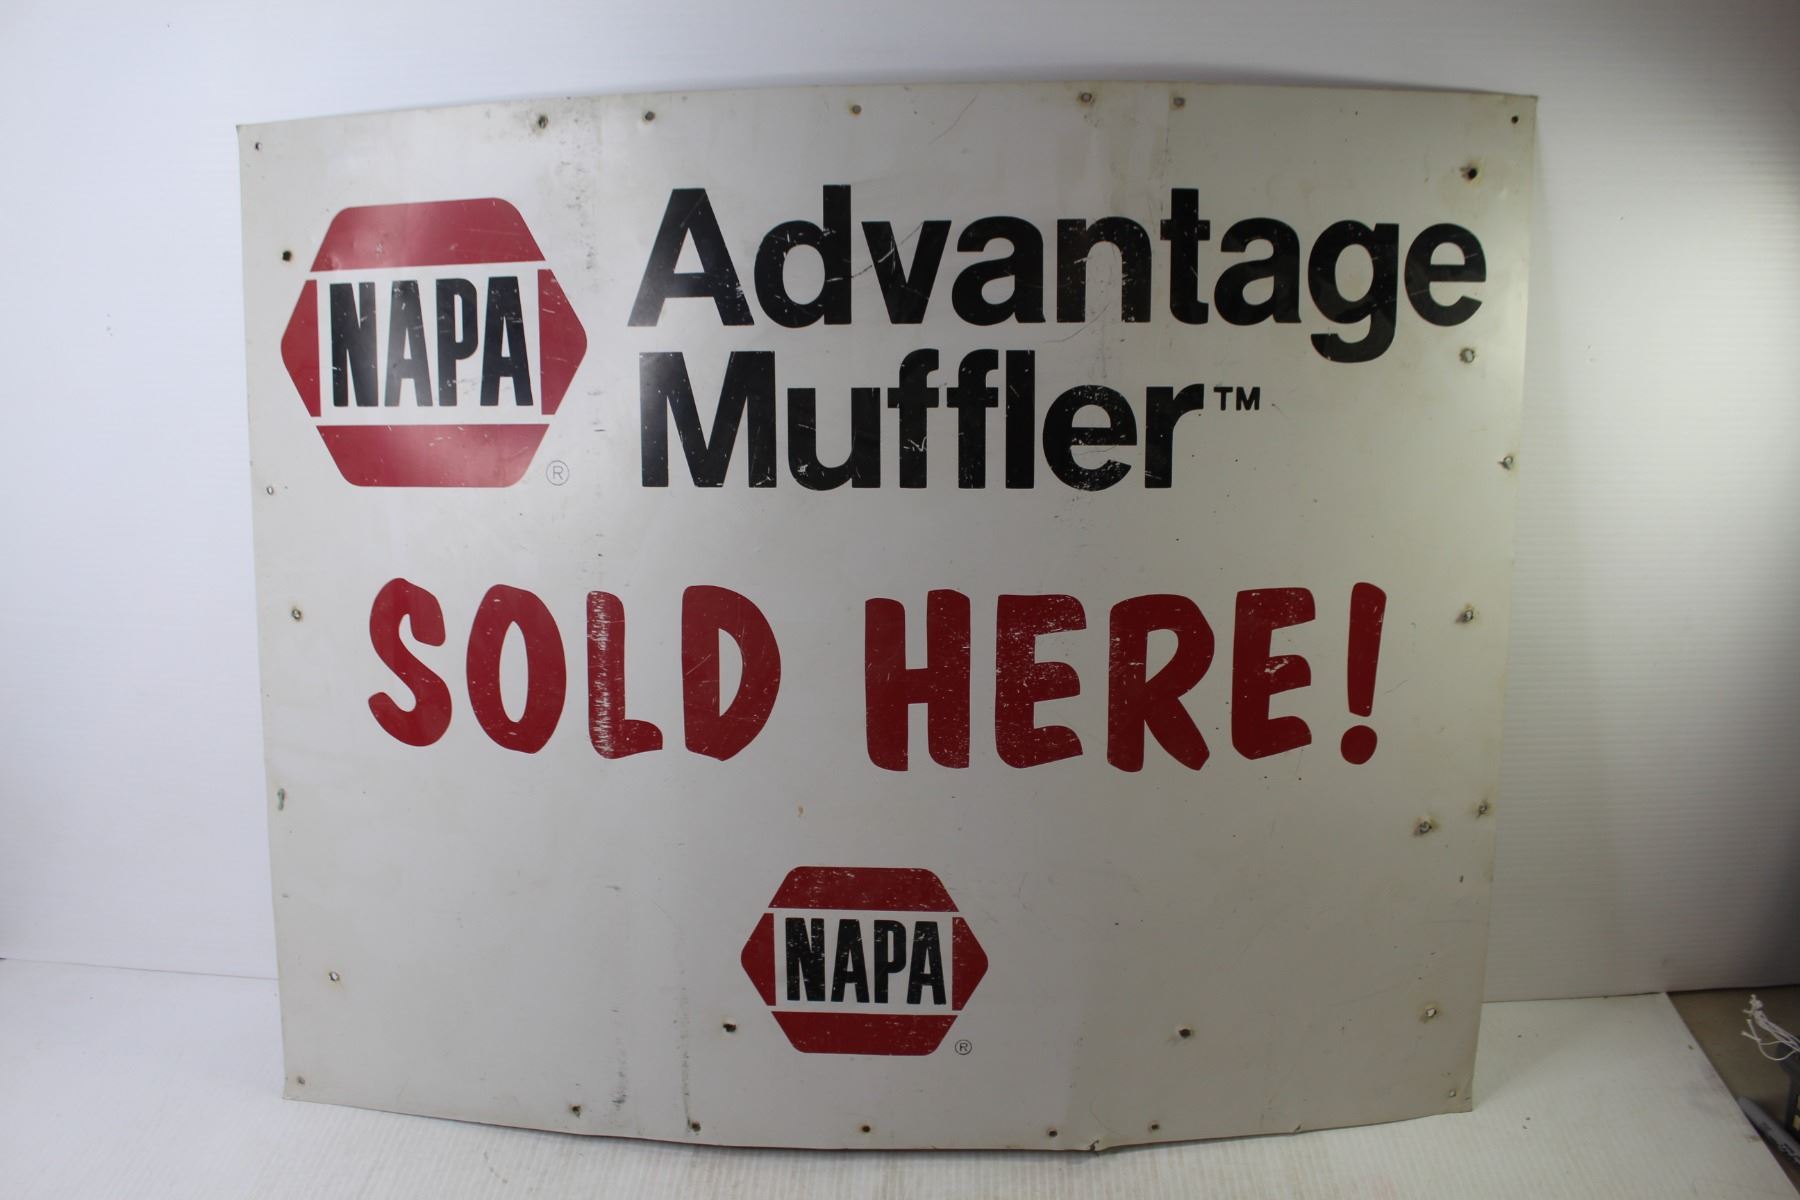 NAPA ® Advantage
Muffler™
SOLD HERE!
NAPA ®